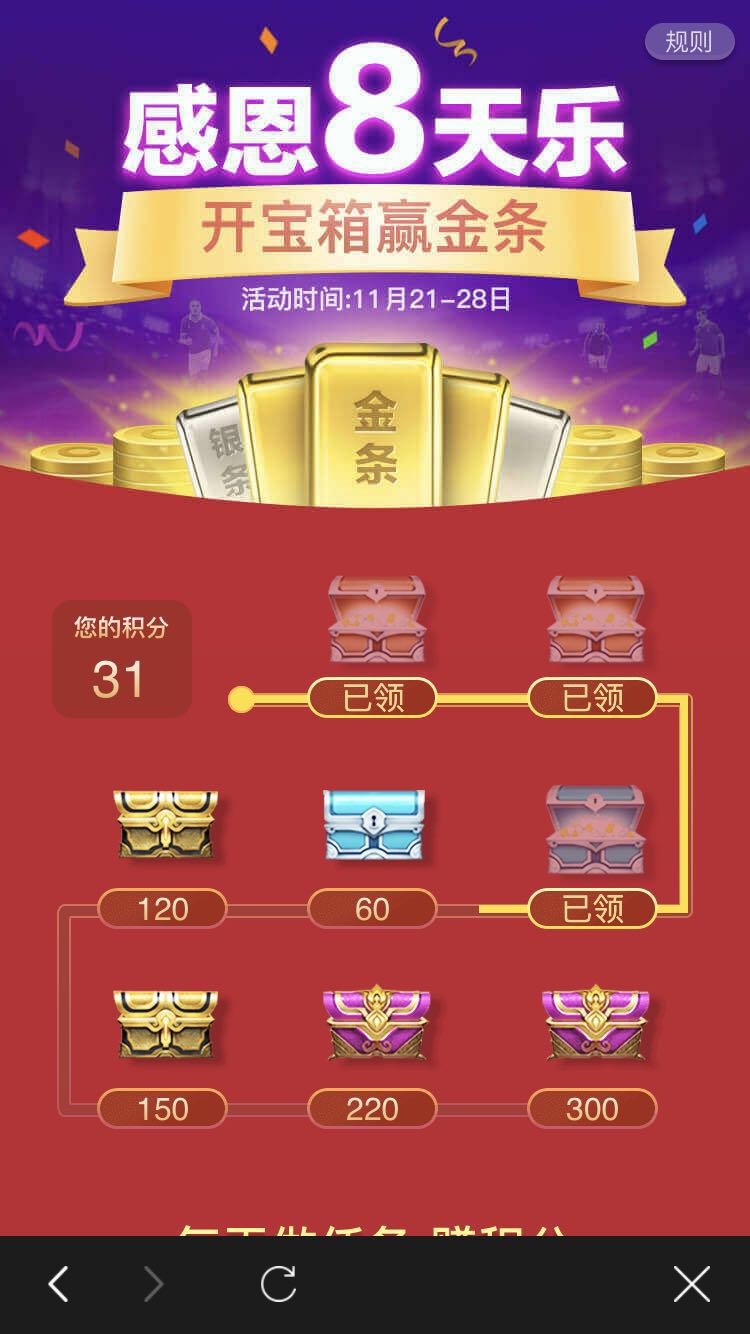 规则
感恩8天乐
开宝箱赢金条
活动时间:11月21-28日
银条
金条
您的积分
31
已领
已领
120
60
已领
150
220
300